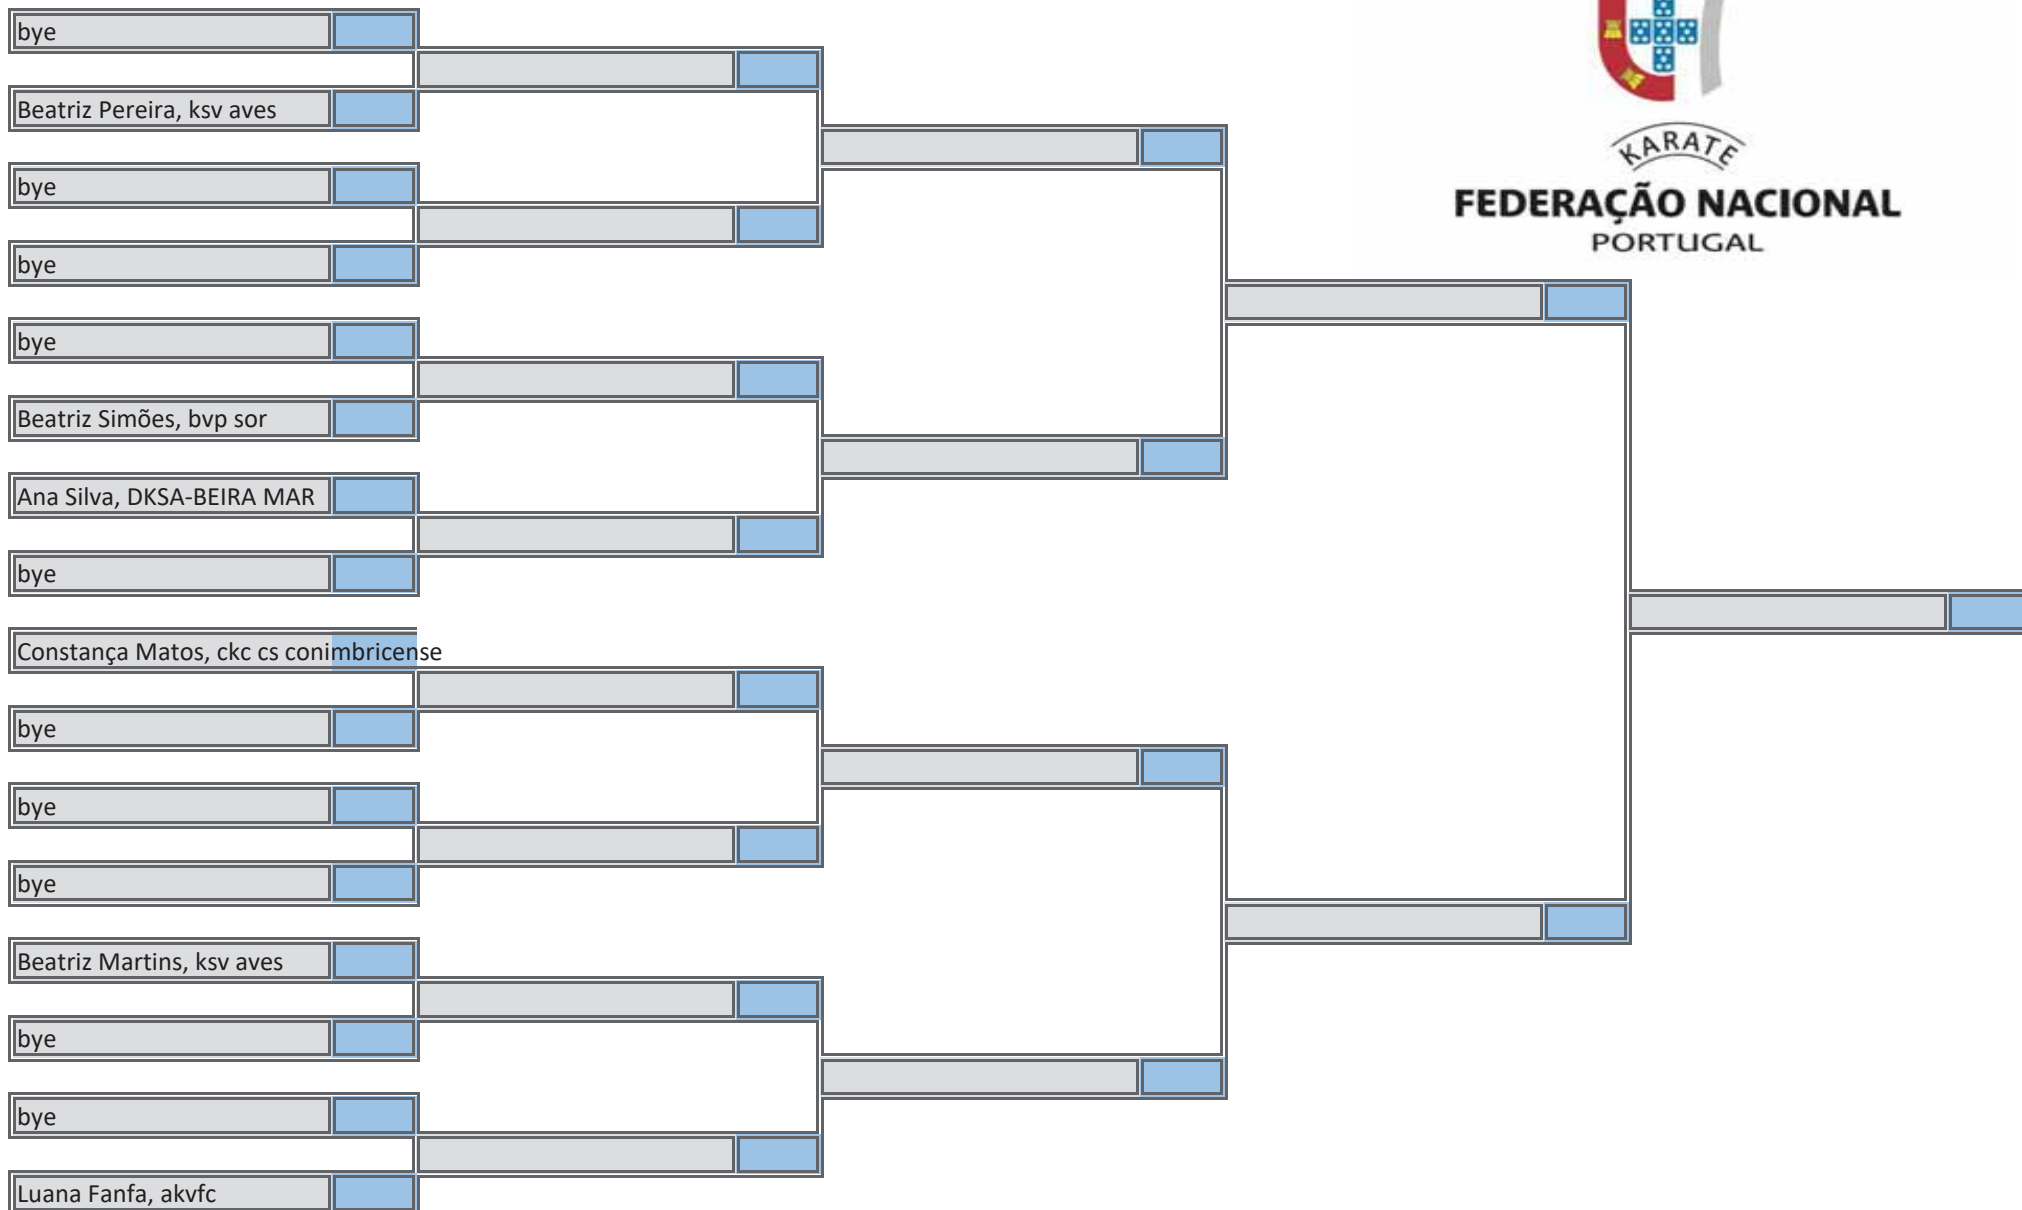 bye
Beatriz Pereira, ksv aves
bye
bye
bye
Beatriz Simões, bvp sor
Ana Silva, DKSA-BEIRA MAR
bye
Constança Matos, ckc cs conimbricense
bye
bye
bye
Beatriz Martins, ksv aves
bye
bye
Luana Fanfa, akvfc
KARATE
FEDERAÇÃO NACIONAL
PORTUGAL